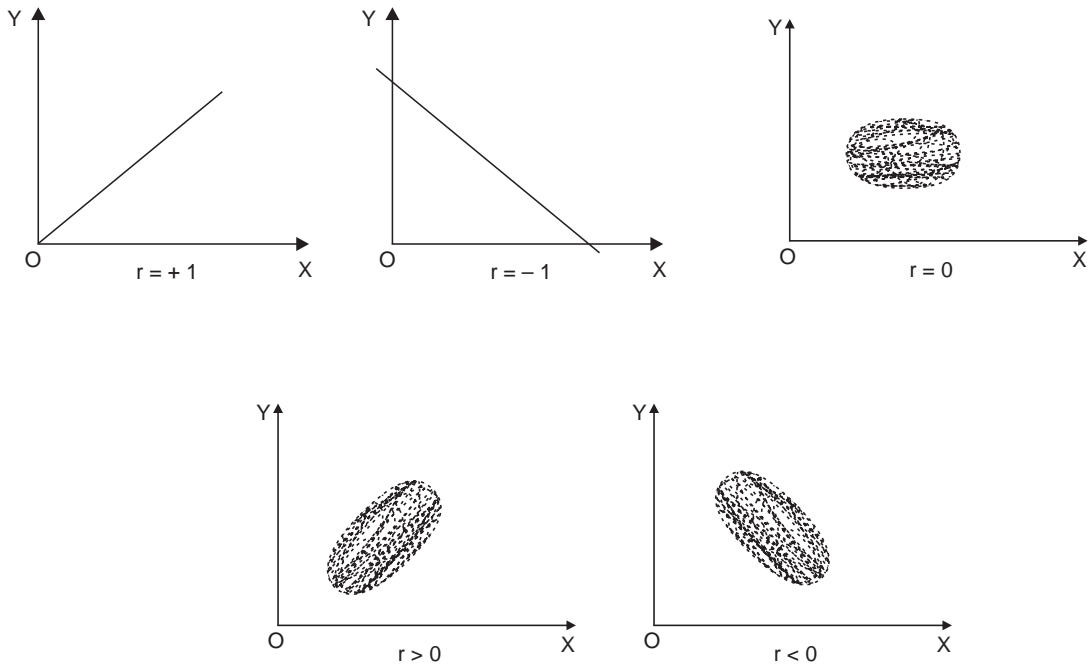 Y
O
X
r = + 1
Y
O
X
r = – 1
Y
O
X
r = 0
Y
O
X
r > 0
Y
O
X
r < 0